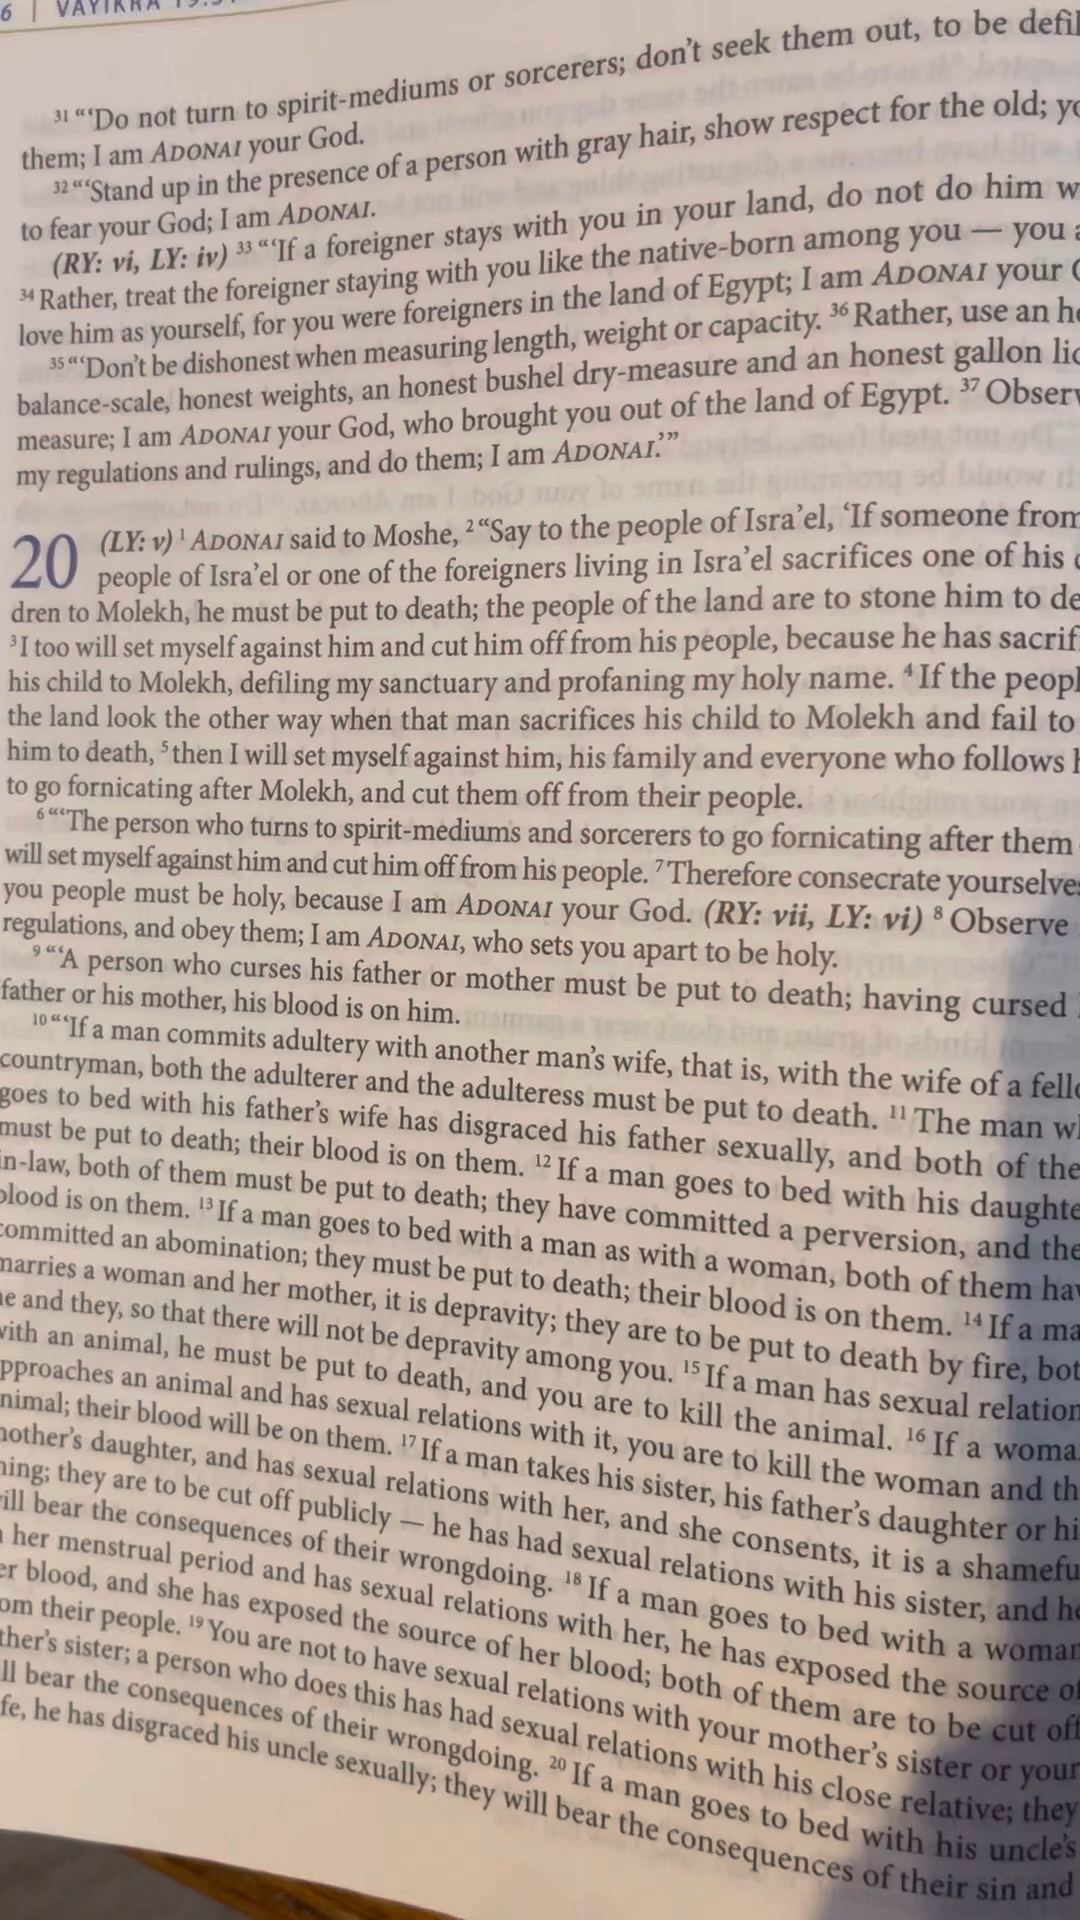 6 | VAYIKRA 19:31
31 “‘Do not turn to spirit-mediums or sorcerers; don’t seek them out, to be defil
them; I am ADONAI your God.
32 “‘Stand up in the presence of a person with gray hair, show respect for the old; yo
to fear your God; I am ADONAI.
(RY: vi, LY: iv) 33 “‘If a foreigner stays with you in your land, do not do him w
34 Rather, treat the foreigner staying with you like the native-born among you — you a
love him as yourself, for you were foreigners in the land of Egypt; I am ADONAI your G
35 “‘Don’t be dishonest when measuring length, weight or capacity. 36 Rather, use an ho
balance-scale, honest weights, an honest bushel dry-measure and an honest gallon liq
measure; I am ADONAI your God, who brought you out of the land of Egypt. 37 Observ
my regulations and rulings, and do them; I am ADONAI.’”
20 (LY: v) 1 ADONAI said to Moshe, 2 “Say to the people of Isra’el, ‘If someone from
people of Isra’el or one of the foreigners living in Isra’el sacrifices one of his c
dren to Molekh, he must be put to death; the people of the land are to stone him to de
3 I too will set myself against him and cut him off from his people, because he has sacrif
his child to Molekh, defiling my sanctuary and profaning my holy name. 4 If the peopl
the land look the other way when that man sacrifices his child to Molekh and fail to
him to death, 5 then I will set myself against him, his family and everyone who follows h
to go fornicating after Molekh, and cut them off from their people.
6 “‘The person who turns to spirit-mediums and sorcerers to go fornicating after them
will set myself against him and cut him off from his people. 7 Therefore consecrate yourselves
you people must be holy, because I am ADONAI your God. (RY: vii, LY: vi) 8 Observe
regulations, and obey them; I am ADONAI, who sets you apart to be holy.
9 “‘A person who curses his father or mother must be put to death; having cursed
father or his mother, his blood is on him.
10 “‘If a man commits adultery with another man’s wife, that is, with the wife of a fello
countryman, both the adulterer and the adulteress must be put to death. 11 The man wh
goes to bed with his father’s wife has disgraced his father sexually, and both of the
must be put to death; their blood is on them. 12 If a man goes to bed with his daughte
in-law, both of them must be put to death; they have committed a perversion, and the
blood is on them. 13 If a man goes to bed with a man as with a woman, both of them hav
committed an abomination; they must be put to death; their blood is on them. 14 If a ma
marries a woman and her mother, it is depravity; they are to be put to death by fire, bot
he and they, so that there will not be depravity among you. 15 If a man has sexual relation
with an animal, he must be put to death, and you are to kill the animal. 16 If a woma
pproaches an animal and has sexual relations with it, you are to kill the woman and th
nimal; their blood will be on them. 17 If a man takes his sister, his father’s daughter or hi
mother’s daughter, and has sexual relations with her, and she consents, it is a shamefu
hing; they are to be cut off publicly — he has had sexual relations with his sister, and he
will bear the consequences of their wrongdoing. 18 If a man goes to bed with a woman
n her menstrual period and has sexual relations with her, he has exposed the source of
er blood, and she has exposed the source of her blood; both of them are to be cut off
om their people. 19 You are not to have sexual relations with your mother’s sister or your
ther’s sister; a person who does this has had sexual relations with his close relative; they
ll bear the consequences of their wrongdoing. 20 If a man goes to bed with his uncle’s
fe, he has disgraced his uncle sexually; they will bear the consequences of their sin and